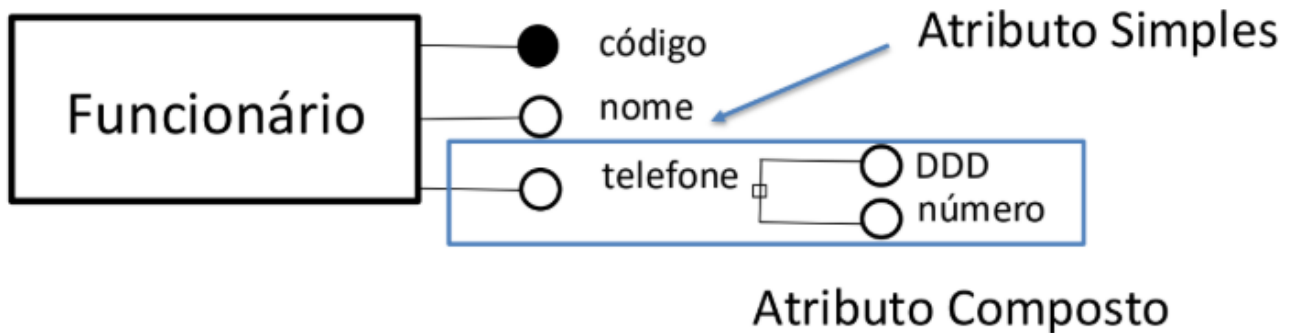 Atributo Simples
código
Funcionário
nome
telefone
DDD
número
Atributo Composto